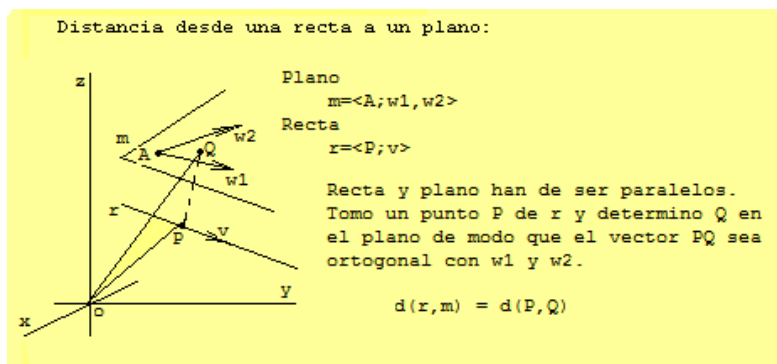 Distancia desde una recta a un plano:
Plano
m=<A;w1,w2>
Recta
r=<P;v>
Recta y plano han de ser paralelos.
Tomo un punto P de r y determino Q en
el plano de modo que el vector PQ sea
ortogonal con w1 y w2.
d(r,m) = d(P,Q)
z
m
A
Q
w2
w1
r
P
v
y
o
x